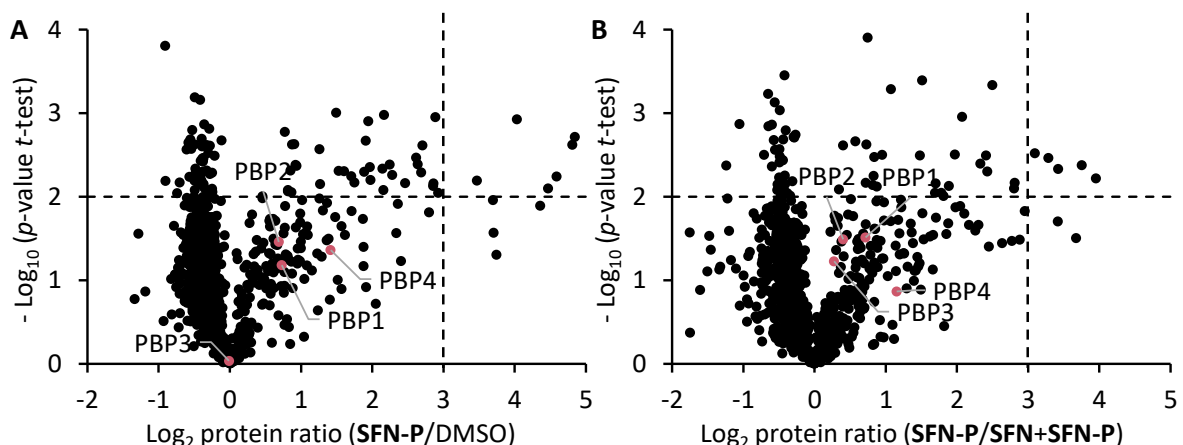 A
- Log10 (p-value t-test)
4
3
2
1
0
-2 -1 0 1 2 3 4 5
Log2 protein ratio (SFN-P/DMSO)
PBP2
PBP4
PBP1
PBP3
B
- Log10 (p-value t-test)
4
3
2
1
0
-2 -1 0 1 2 3 4 5
Log2 protein ratio (SFN-P/SFN+SFN-P)
PBP2
PBP1
PBP4
PBP3